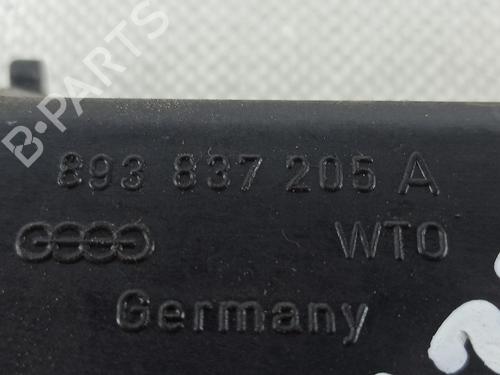 B-PARTS
893 837 205 A
WTO
Germany